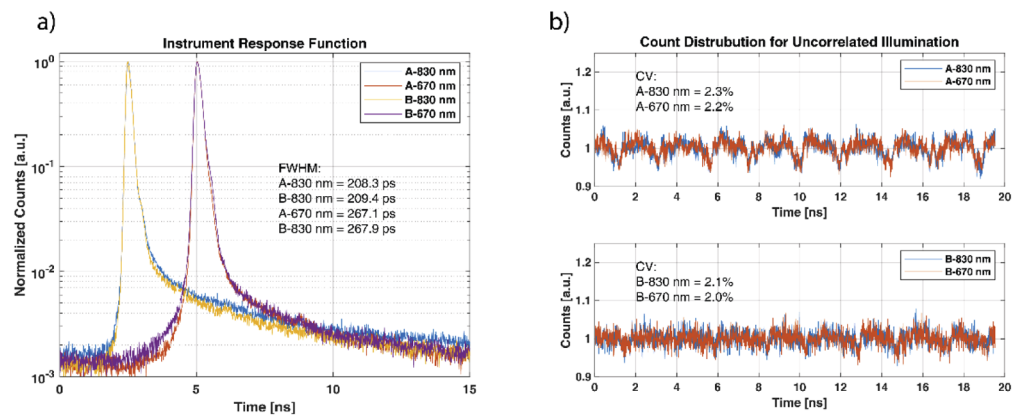 a)
Instrument Response Function
Normalized Counts [a.u.]
10^0
10^-1
10^-2
10^-3
A-830 nm
A-670 nm
B-830 nm
B-670 nm
FWHM:
A-830 nm = 208.3 ps
B-830 nm = 209.4 ps
A-670 nm = 267.1 ps
B-830 nm = 267.9 ps
0 5 10 15
Time [ns]
b)
Count Distrubution for Uncorrelated Illumination
Counts [a.u.]
1.2
1.1
1
0.9
CV:
A-830 nm = 2.3%
A-670 nm = 2.2%
A-830 nm
A-670 nm
0 2 4 6 8 10 12 14 16 18 20
Time [ns]
Counts [a.u.]
1.2
1.1
1
0.9
CV:
B-830 nm = 2.1%
B-670 nm = 2.0%
B-830 nm
B-670 nm
0 2 4 6 8 10 12 14 16 18 20
Time [ns]